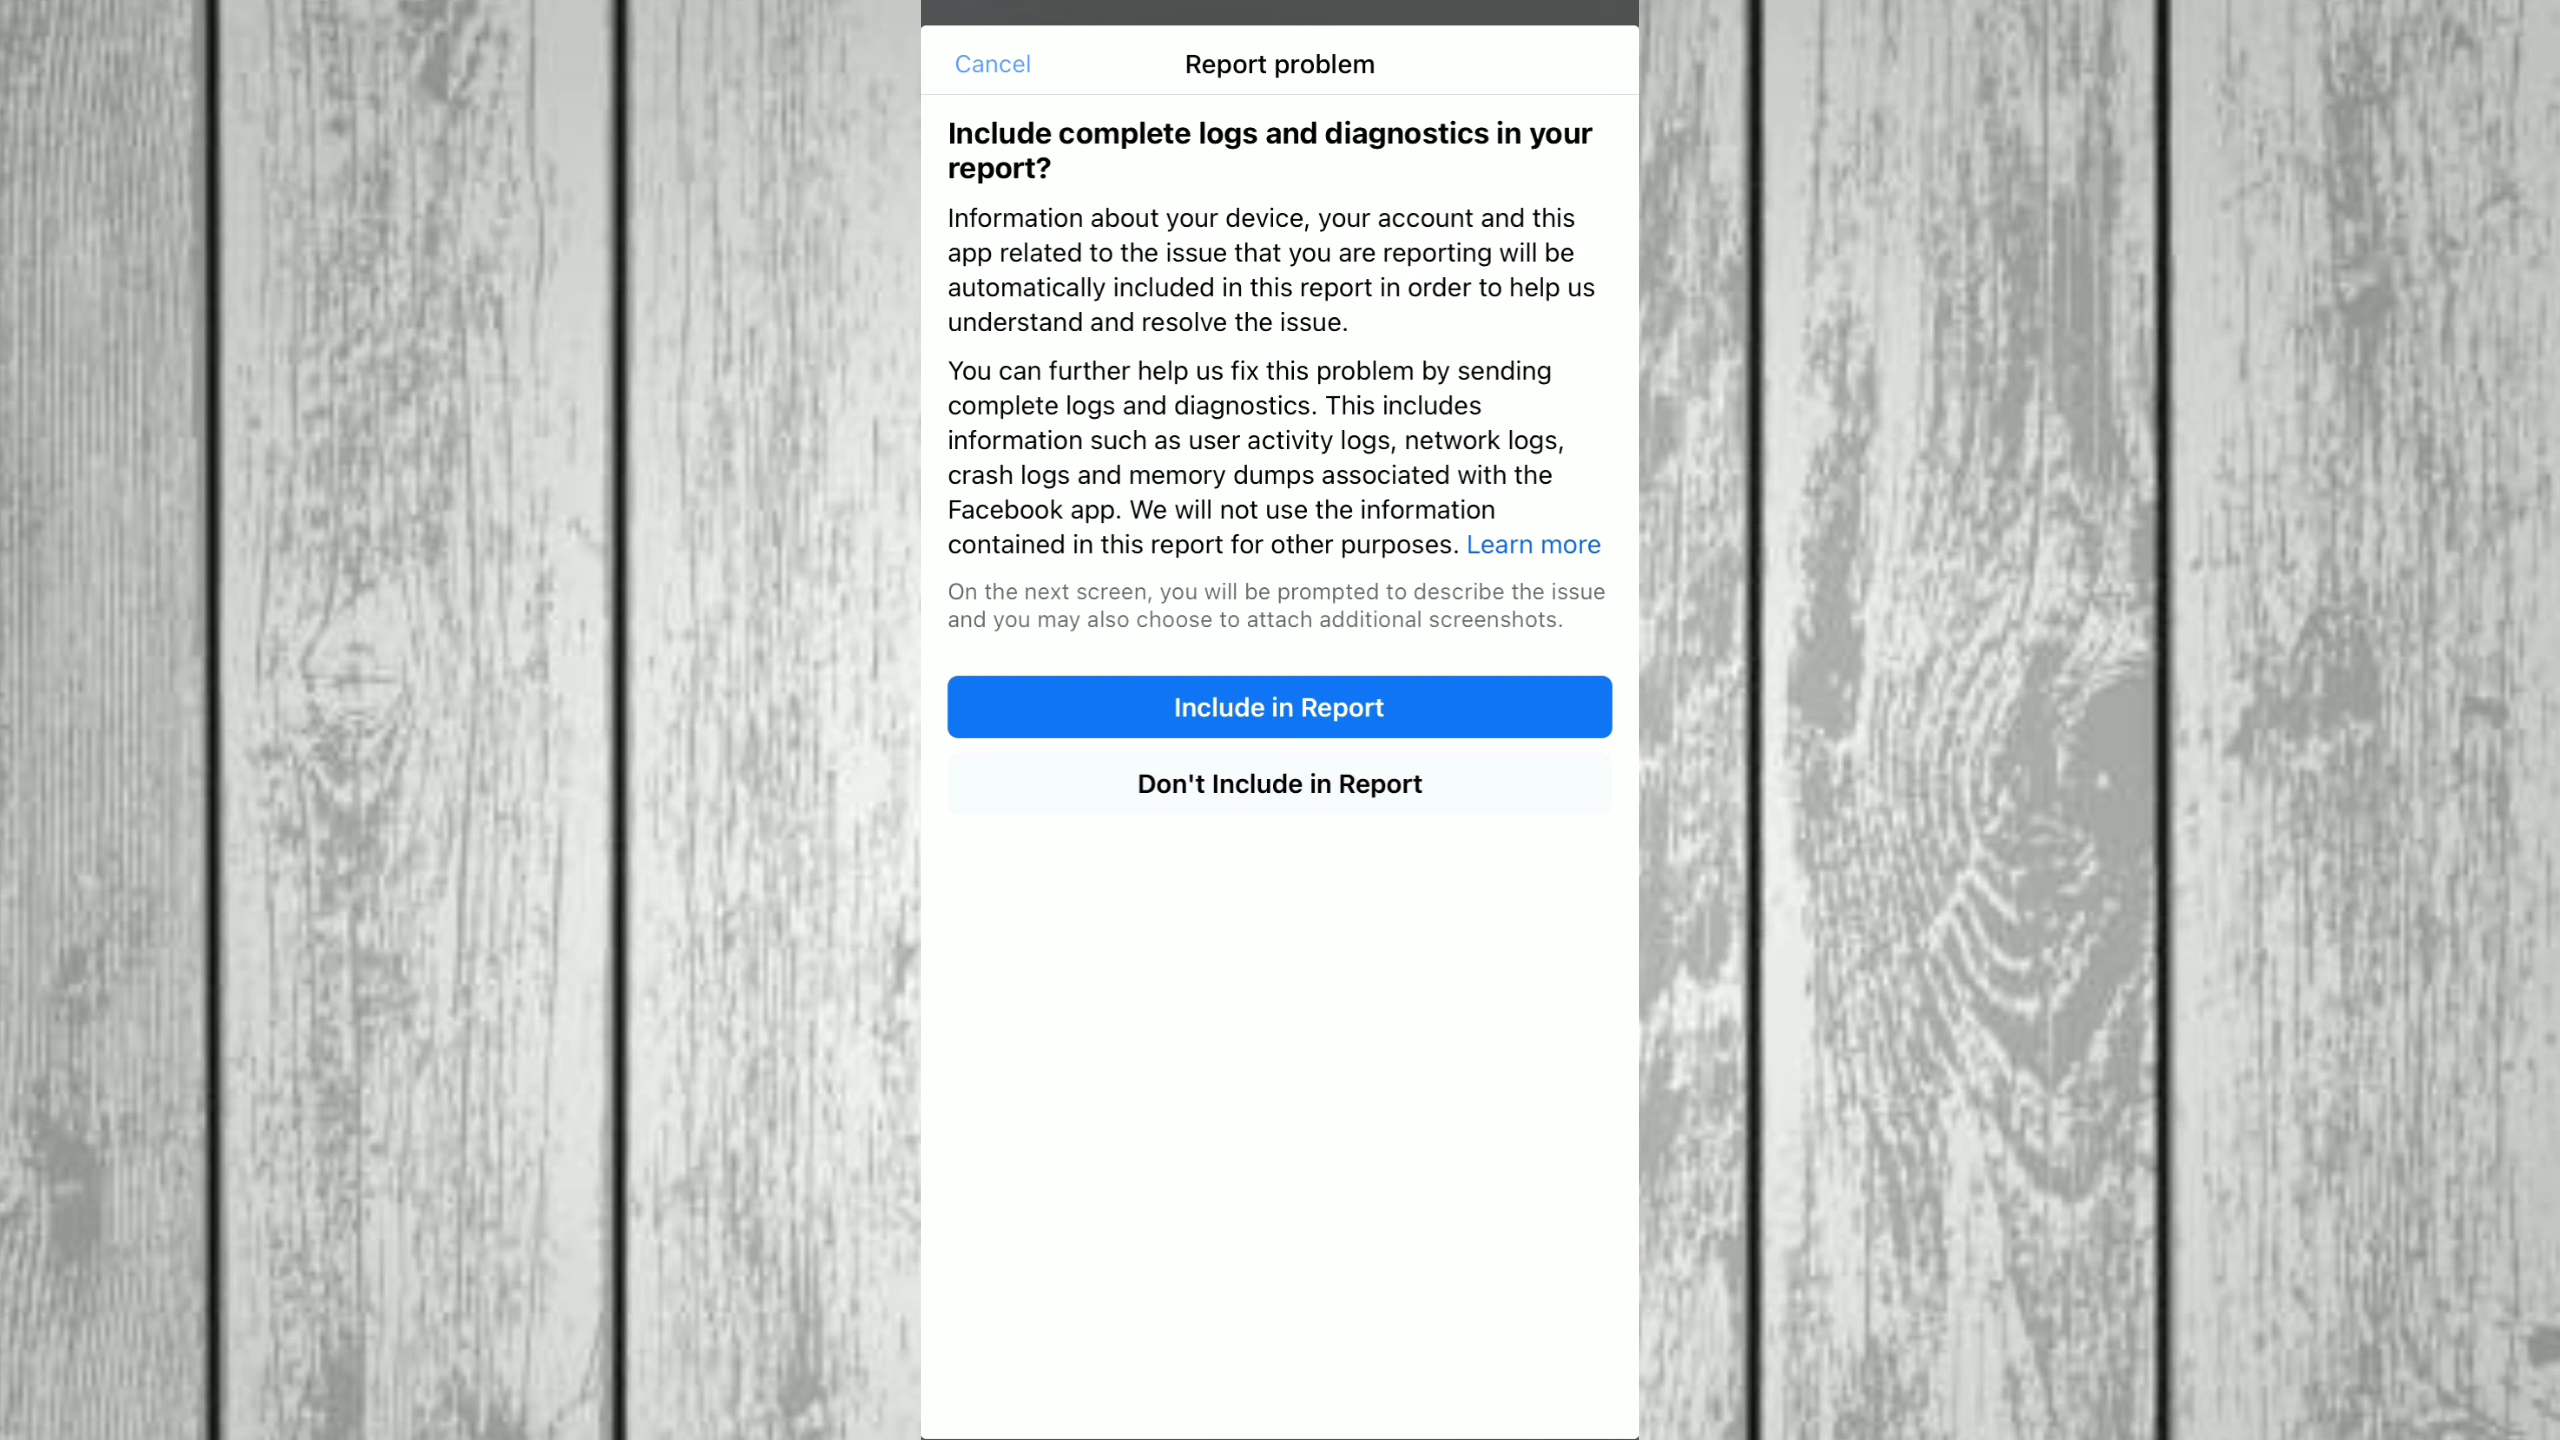 Cancel
Report problem
Include complete logs and diagnostics in your
report?
Information about your device, your account and this
app related to the issue that you are reporting will be
automatically included in this report in order to help us
understand and resolve the issue.
You can further help us fix this problem by sending
complete logs and diagnostics. This includes
information such as user activity logs, network logs,
crash logs and memory dumps associated with the
Facebook app. We will not use the information
contained in this report for other purposes. Learn more
On the next screen, you will be prompted to describe the issue
and you may also choose to attach additional screenshots.
Include in Report
Don't Include in Report